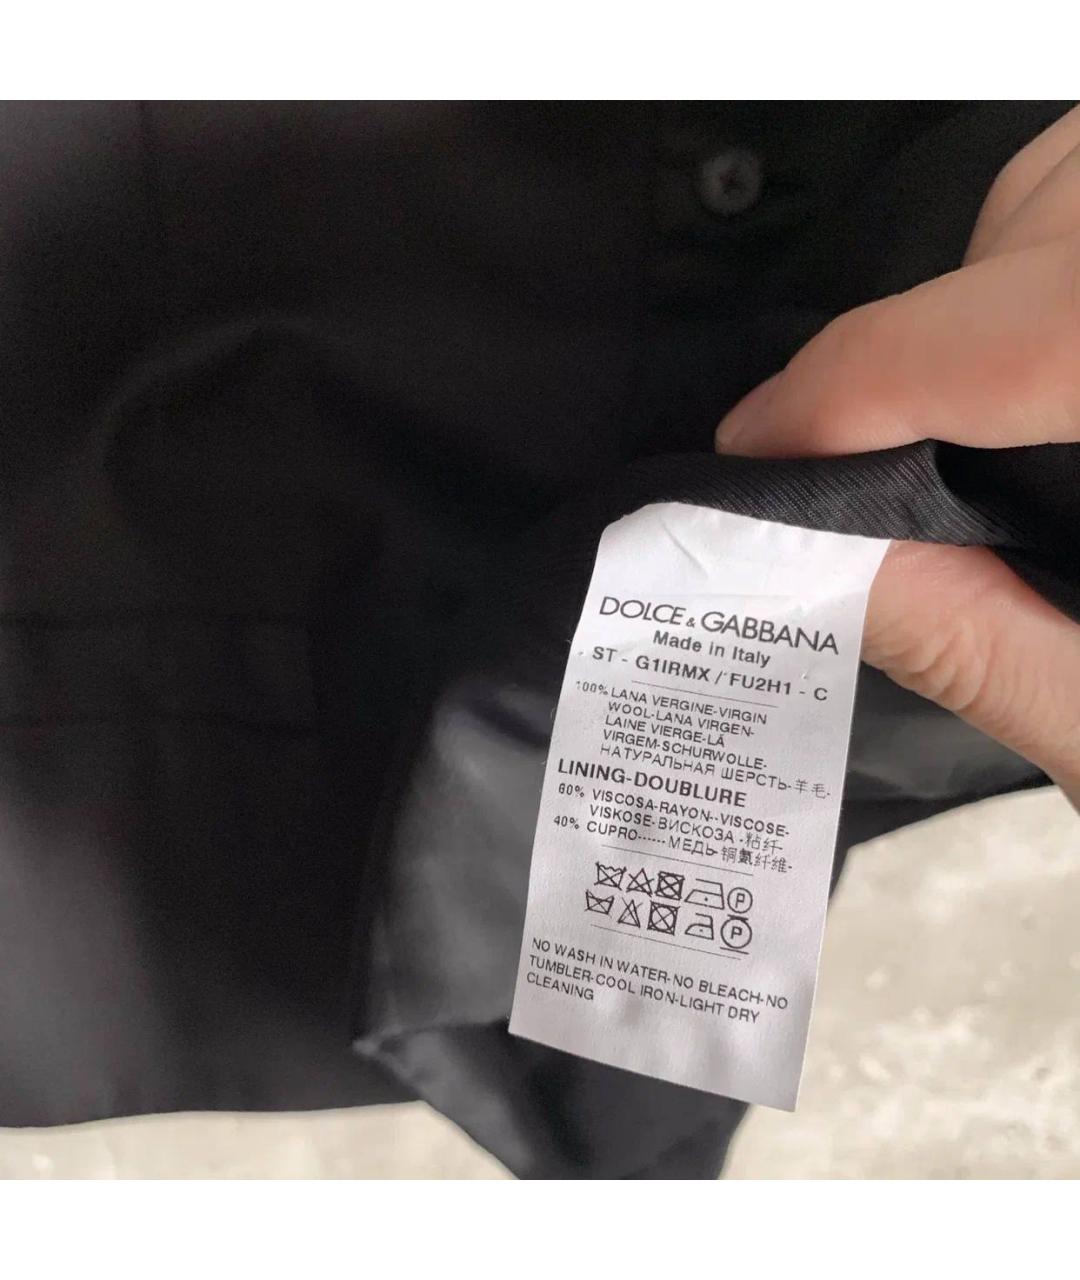 DOLCE & GABBANA
Made in Italy
ST - G1IRMX / FU2H1 - C
100% LANA VERGINE-VIRGIN
WOOL-LANA VIRGEN-
LAINE VIERGE-LÃ
VIRGEM-SCHURWOLLE-
НАТУРАЛЬНАЯ ШЕРСТЬ-羊毛-
LINING-DOUBLURE
60% VISCOSA-RAYON--VISCOSE-
VISKOSE-ВИСКОЗА -粘纤-
40% CUPRO------МЕДЬ-铜氨纤维-
P
P
NO WASH IN WATER-NO BLEACH-NO
TUMBLER-COOL IRON-LIGHT DRY
CLEANING